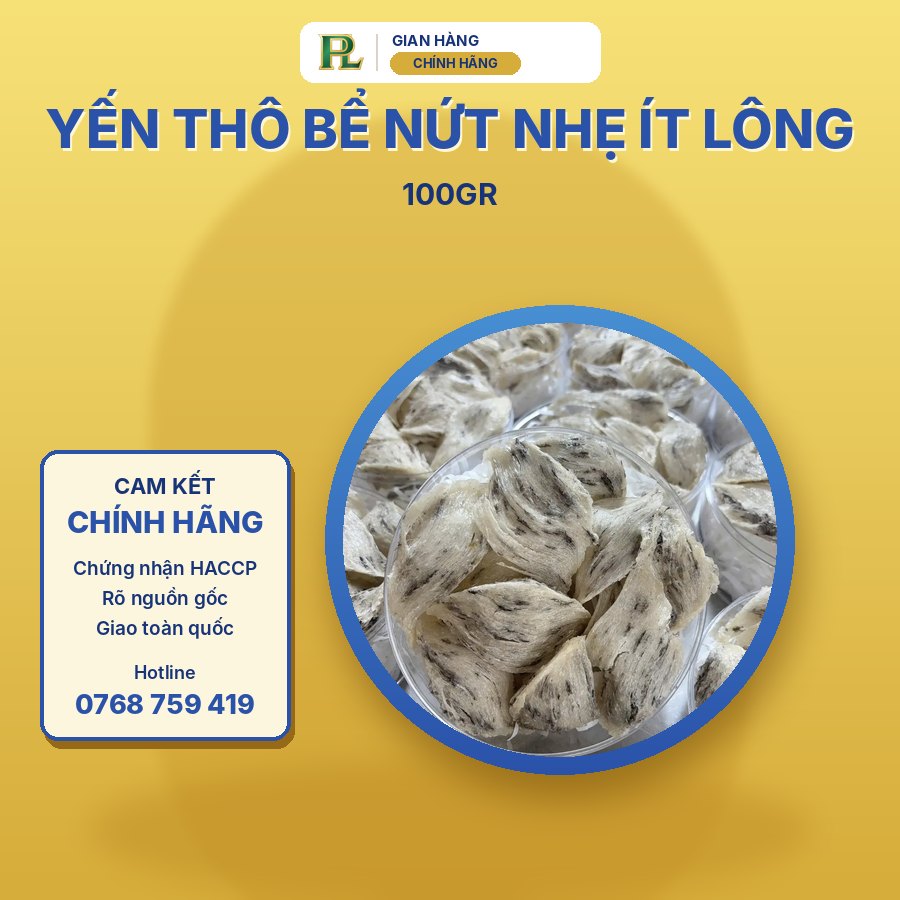 PL
GIAN HÀNG
CHÍNH HÃNG
YẾN THÔ BỂ NỨT NHẸ ÍT LÔNG
100GR
CAM KẾT
CHÍNH HÃNG
Chứng nhận HACCP
Rõ nguồn gốc
Giao toàn quốc
Hotline
0768 759 419